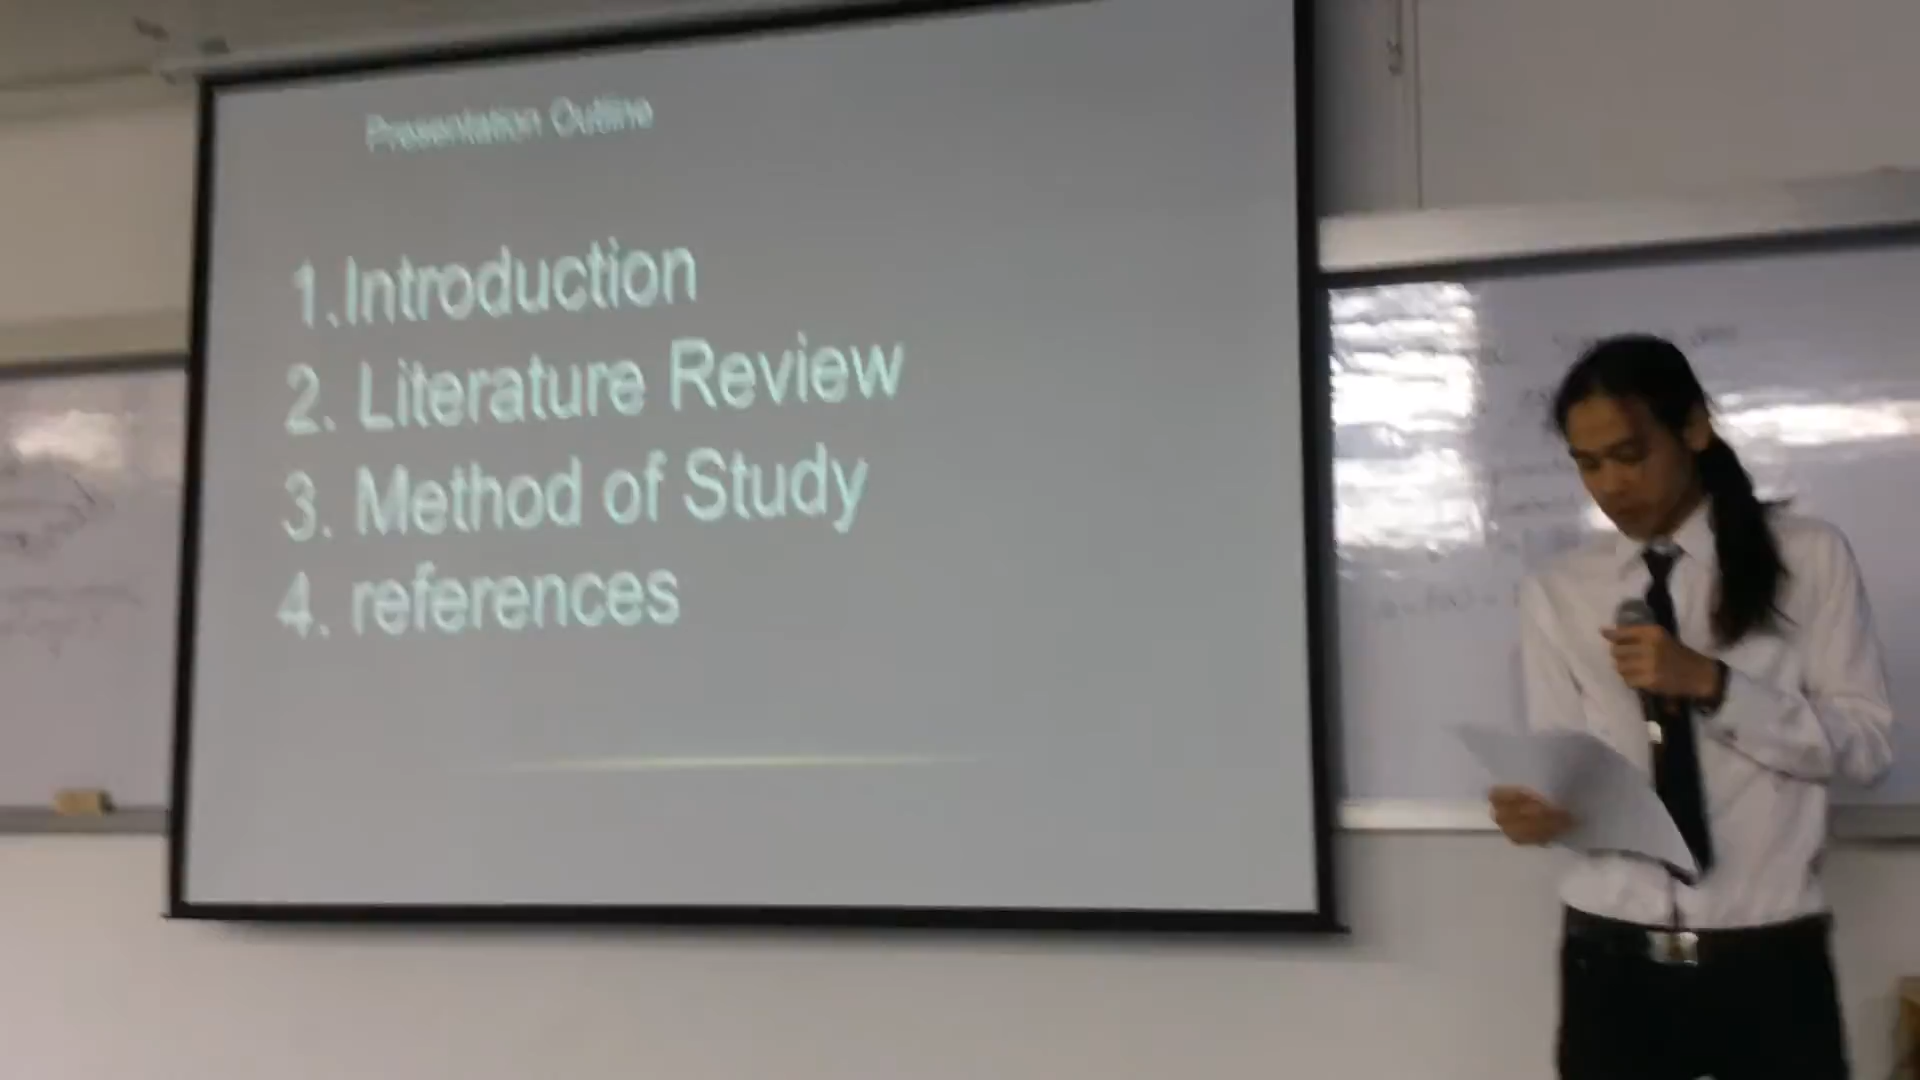 Presentation Outline
1.Introduction
2. Literature Review
3. Method of Study
4. references